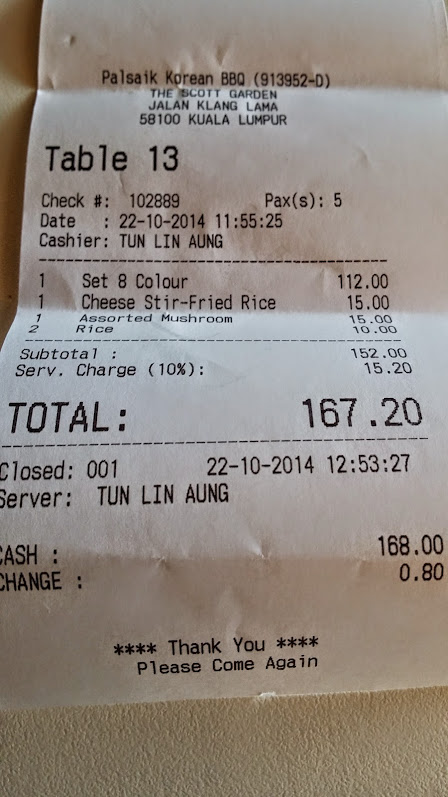 Palsaik Korean BBQ (913952-D)
THE SCOTT GARDEN
JALAN KLANG LAMA
58100 KUALA LUMPUR
Table 13
Check #: 102889 Pax(s): 5
Date : 22-10-2014 11:55:25
Cashier: TUN LIN AUNG
1 Set 8 Colour 112.00
1 Cheese Stir-Fried Rice 15.00
1 Assorted Mushroom 15.00
2 Rice 10.00
Subtotal : 152.00
Serv. Charge (10%): 15.20
TOTAL: 167.20
Closed: 001 22-10-2014 12:53:27
Server: TUN LIN AUNG
CASH : 168.00
CHANGE : 0.80
**** Thank You ****
Please Come Again